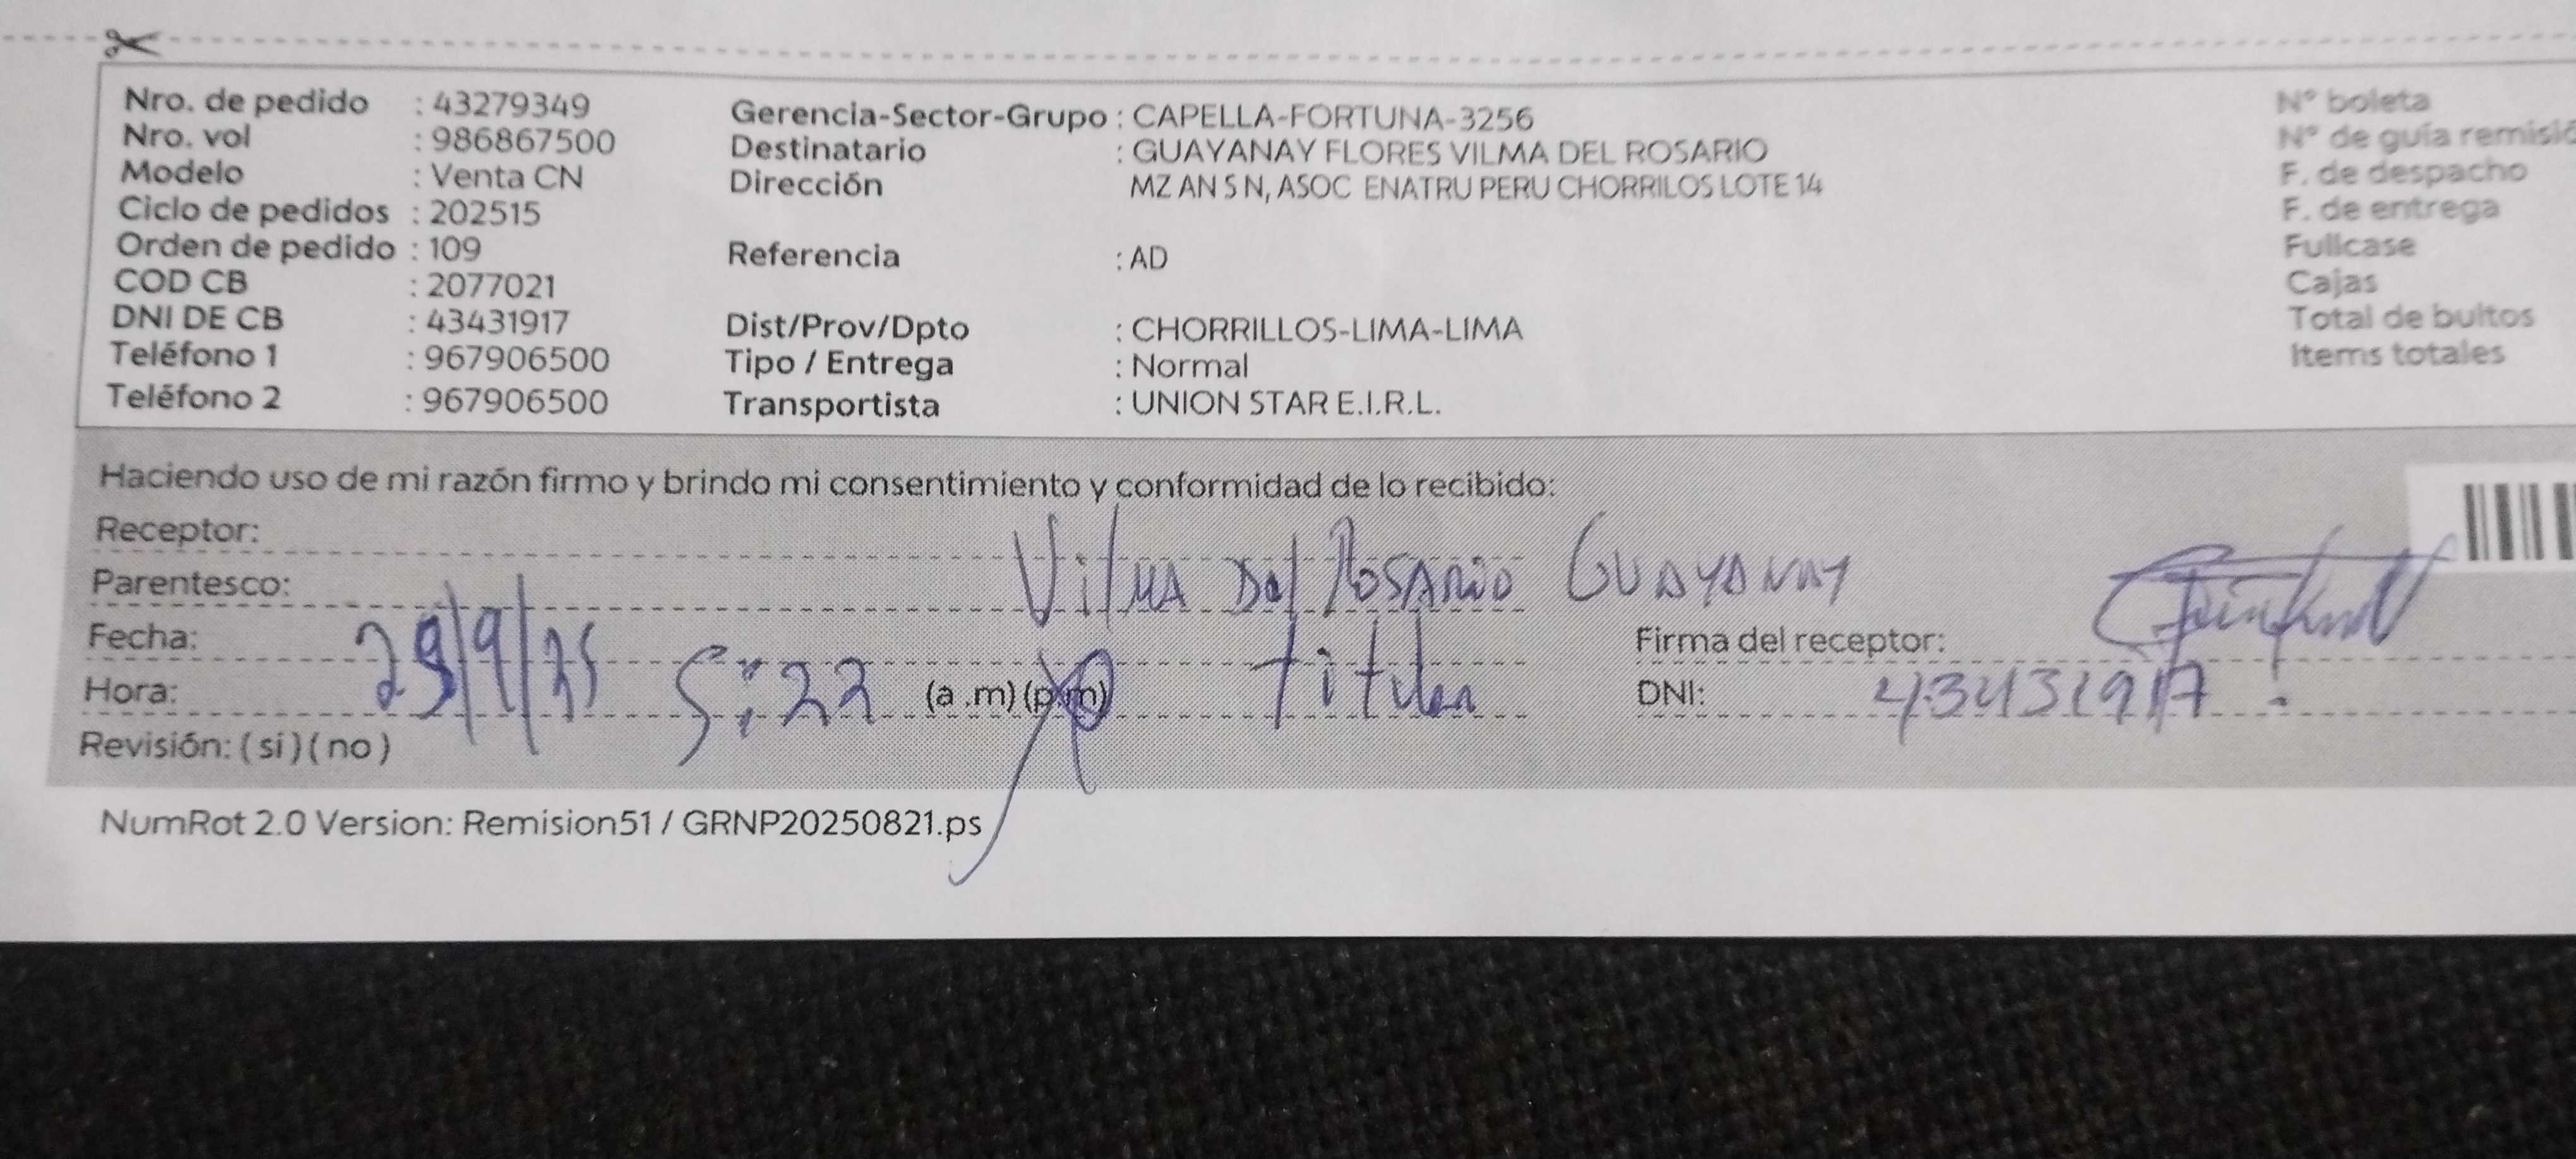 Nro. de pedido : 43279349
Nro. vol : 986867500
Modelo : Venta CN
Ciclo de pedidos : 202515
Orden de pedido : 109
COD CB : 2077021
DNI DE CB : 43431917
Teléfono 1 : 967906500
Teléfono 2 : 967906500
Gerencia-Sector-Grupo : CAPELLA-FORTUNA-3256
Destinatario : GUAYANAY FLORES VILMA DEL ROSARIO
Dirección MZ AN S N, ASOC ENATRU PERU CHORRILOS LOTE 14
Referencia : AD
Dist/Prov/Dpto : CHORRILLOS-LIMA-LIMA
Tipo / Entrega : Normal
Transportista : UNION STAR E.I.R.L.
N° boleta
N° de guía remisió
F. de despacho
F. de entrega
Fullcase
Cajas
Total de bultos
Items totales
Haciendo uso de mi razón firmo y brindo mi consentimiento y conformidad de lo recibido:
Receptor: Vilma Del Rosario Guayanay
Parentesco: titular
Fecha: 29/9/25
Hora: 5:22 (a .m) (p.m)
Revisión: ( si ) ( no )
Firma del receptor:
DNI: 43431917
NumRot 2.0 Version: Remision51 / GRNP20250821.ps